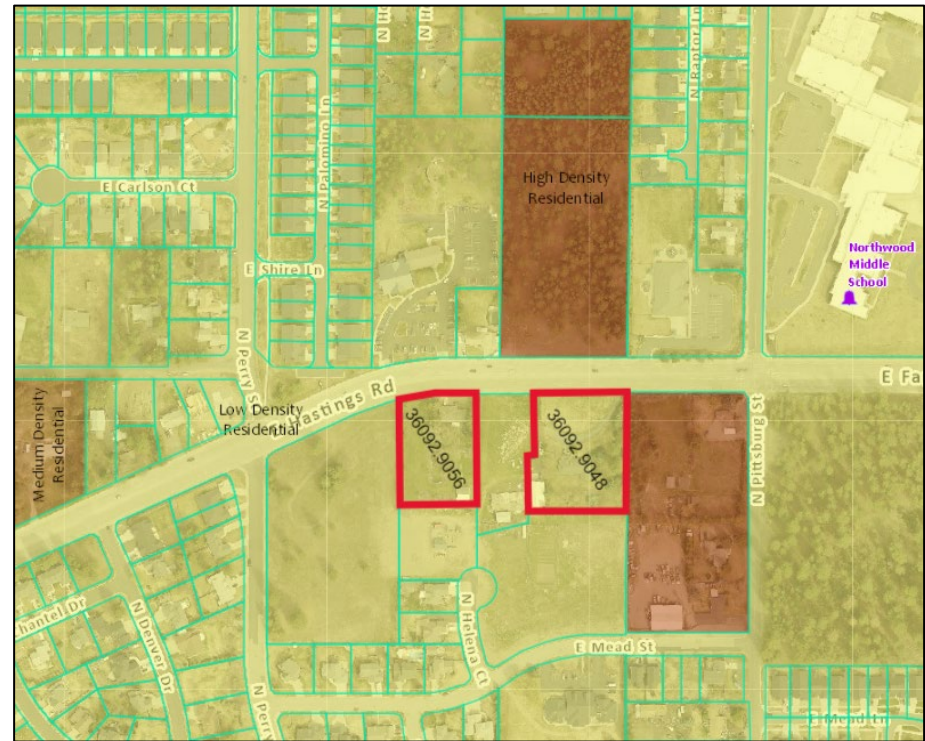 N Raptor Ln
E Carlson Ct
N Palomino Ln
High Density
Residential
Northwood
Middle
School
E Shire Ln
N Perry S
E Fa
Hastings Rd
Medium Density
Residential
Low Density
Residential
36092.9056
36092.9048
N Pittsburg St
chantel Dr
N Denver Dr
N Helena Ct
E Mead St
N Perry
E Mead Ln